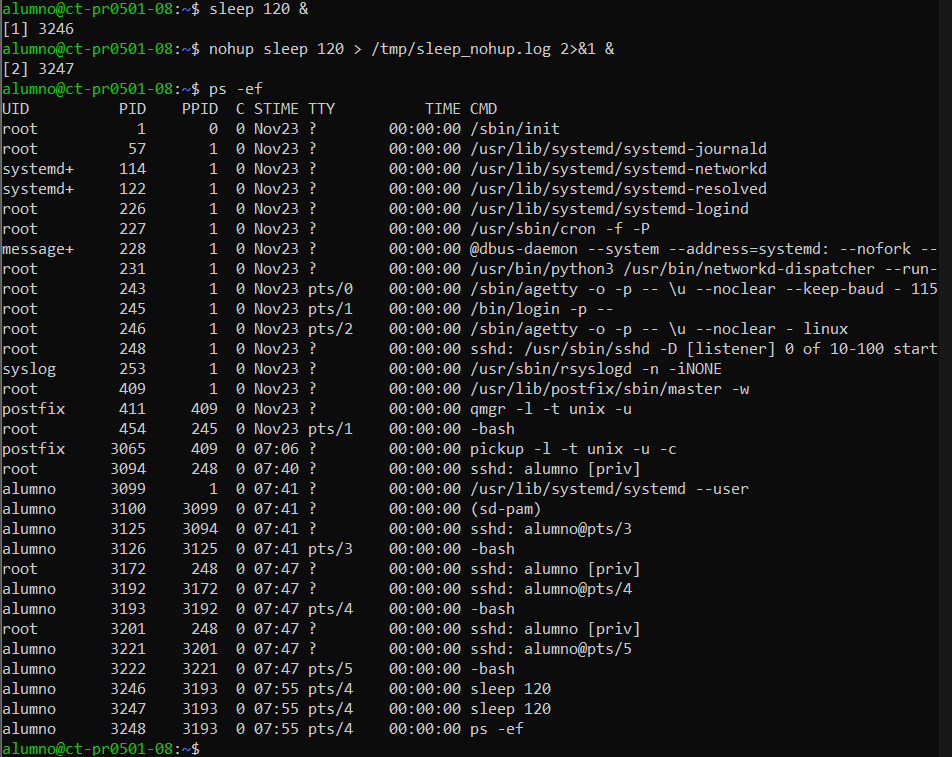 alumno@ct-pr0501-08:~$ sleep 120 &
[1] 3246
alumno@ct-pr0501-08:~$ nohup sleep 120 > /tmp/sleep_nohup.log 2>&1 &
[2] 3247
alumno@ct-pr0501-08:~$ ps -ef
UID          PID    PPID  C STIME TTY          TIME CMD
root           1       0  0 Nov23 ?        00:00:00 /sbin/init
root          57       1  0 Nov23 ?        00:00:00 /usr/lib/systemd/systemd-journald
systemd+     114       1  0 Nov23 ?        00:00:00 /usr/lib/systemd/systemd-networkd
systemd+     122       1  0 Nov23 ?        00:00:00 /usr/lib/systemd/systemd-resolved
root         226       1  0 Nov23 ?        00:00:00 /usr/lib/systemd/systemd-logind
root         227       1  0 Nov23 ?        00:00:00 /usr/sbin/cron -f -P
message+     228       1  0 Nov23 ?        00:00:00 @dbus-daemon --system --address=systemd: --nofork --
root         231       1  0 Nov23 ?        00:00:00 /usr/bin/python3 /usr/bin/networkd-dispatcher --run-
root         243       1  0 Nov23 pts/0    00:00:00 /sbin/agetty -o -p -- \u --noclear --keep-baud - 115
root         245       1  0 Nov23 pts/1    00:00:00 /bin/login -p --
root         246       1  0 Nov23 pts/2    00:00:00 /sbin/agetty -o -p -- \u --noclear - linux
root         248       1  0 Nov23 ?        00:00:00 sshd: /usr/sbin/sshd -D [listener] 0 of 10-100 start
syslog       253       1  0 Nov23 ?        00:00:00 /usr/sbin/rsyslogd -n -iNONE
root         409       1  0 Nov23 ?        00:00:00 /usr/lib/postfix/sbin/master -w
postfix      411     409  0 Nov23 ?        00:00:00 qmgr -l -t unix -u
root         454     245  0 Nov23 pts/1    00:00:00 -bash
postfix     3065     409  0 07:06 ?        00:00:00 pickup -l -t unix -u -c
root        3094     248  0 07:40 ?        00:00:00 sshd: alumno [priv]
alumno      3099       1  0 07:41 ?        00:00:00 /usr/lib/systemd/systemd --user
alumno      3100    3099  0 07:41 ?        00:00:00 (sd-pam)
alumno      3125    3094  0 07:41 ?        00:00:00 sshd: alumno@pts/3
alumno      3126    3125  0 07:41 pts/3    00:00:00 -bash
root        3172     248  0 07:47 ?        00:00:00 sshd: alumno [priv]
alumno      3192    3172  0 07:47 ?        00:00:00 sshd: alumno@pts/4
alumno      3193    3192  0 07:47 pts/4    00:00:00 -bash
root        3201     248  0 07:47 ?        00:00:00 sshd: alumno [priv]
alumno      3221    3201  0 07:47 ?        00:00:00 sshd: alumno@pts/5
alumno      3222    3221  0 07:47 pts/5    00:00:00 -bash
alumno      3246    3193  0 07:55 pts/4    00:00:00 sleep 120
alumno      3247    3193  0 07:55 pts/4    00:00:00 sleep 120
alumno      3248    3193  0 07:55 pts/4    00:00:00 ps -ef
alumno@ct-pr0501-08:~$